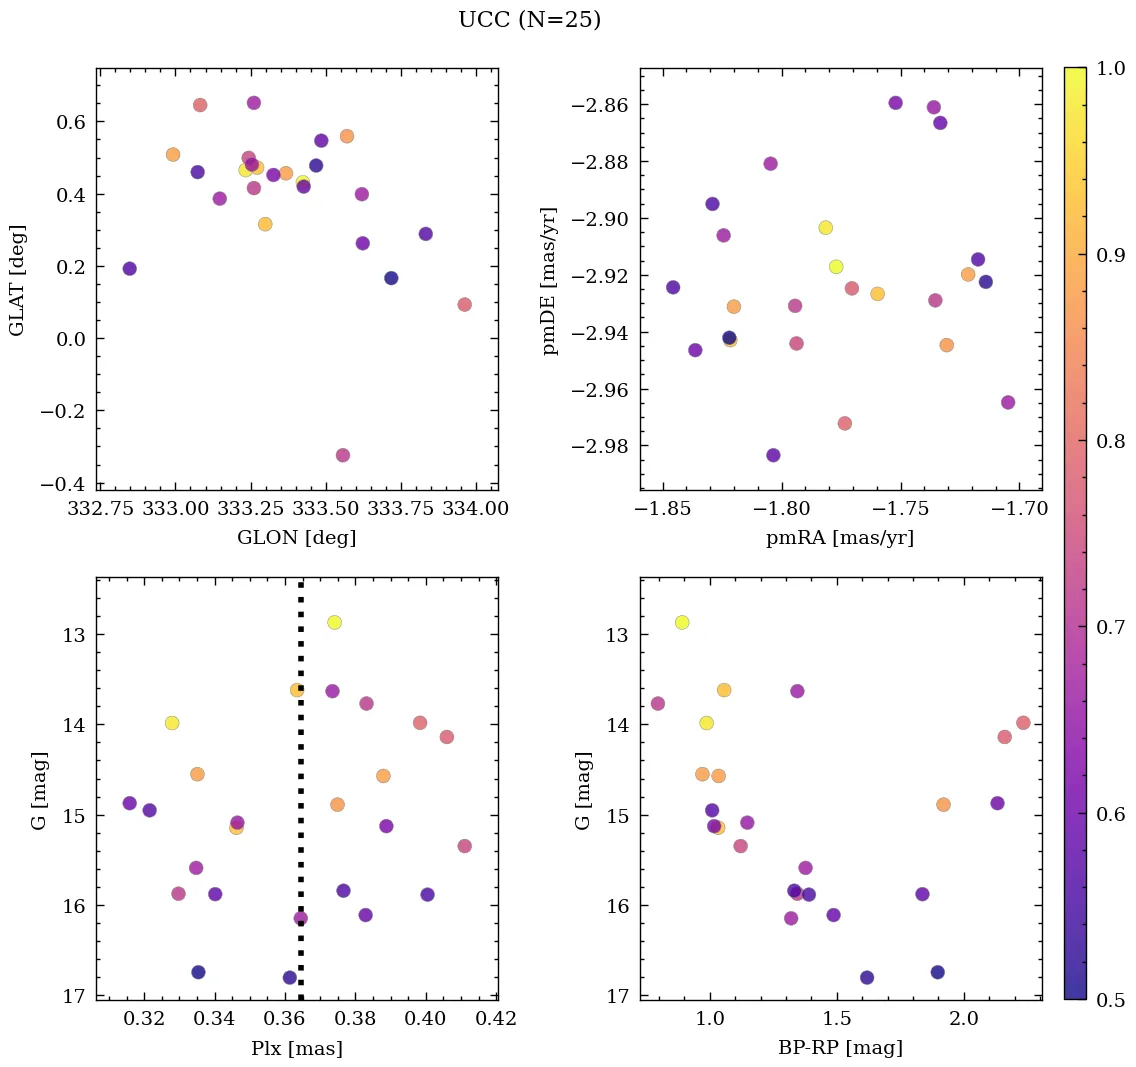 UCC (N=25)
0.6
0.4
0.2
0.0
−0.2
−0.4
GLAT [deg]
332.75 333.00 333.25 333.50 333.75 334.00
GLON [deg]
−2.86
−2.88
−2.90
−2.92
−2.94
−2.96
−2.98
pmDE [mas/yr]
−1.85 −1.80 −1.75 −1.70
pmRA [mas/yr]
13
14
15
16
17
G [mag]
0.32 0.34 0.36 0.38 0.40 0.42
Plx [mas]
13
14
15
16
17
G [mag]
1.0 1.5 2.0
BP-RP [mag]
1.0
0.9
0.8
0.7
0.6
0.5